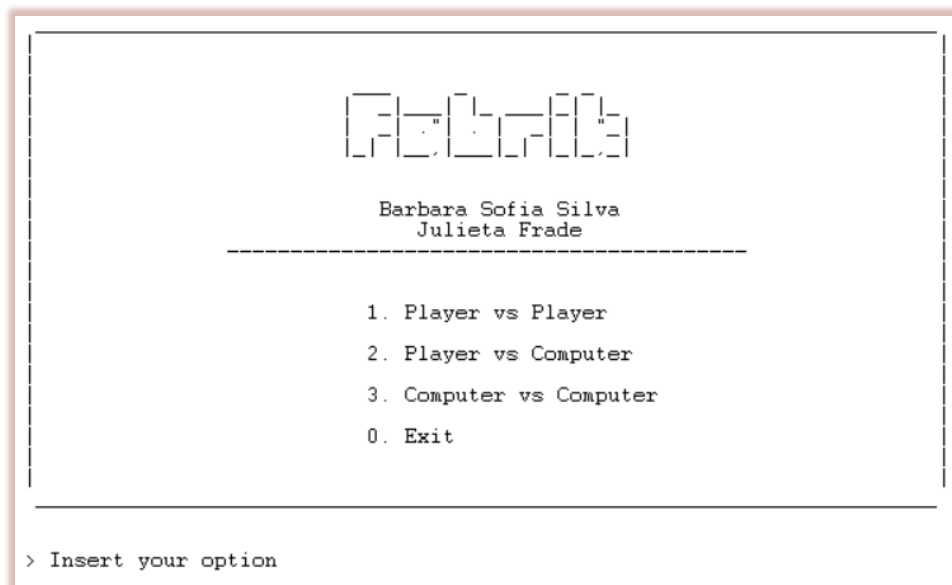 Fabrik
Barbara Sofia Silva
Julieta Frade
1. Player vs Player
2. Player vs Computer
3. Computer vs Computer
0. Exit
> Insert your option